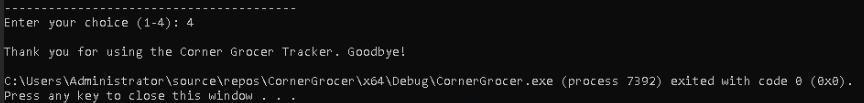 ----------------------------------------
Enter your choice (1-4): 4
Thank you for using the Corner Grocer Tracker. Goodbye!
C:\Users\Administrator\source\repos\CornerGrocer\x64\Debug\CornerGrocer.exe (process 7392) exited with code 0 (0x0).
Press any key to close this window . . .